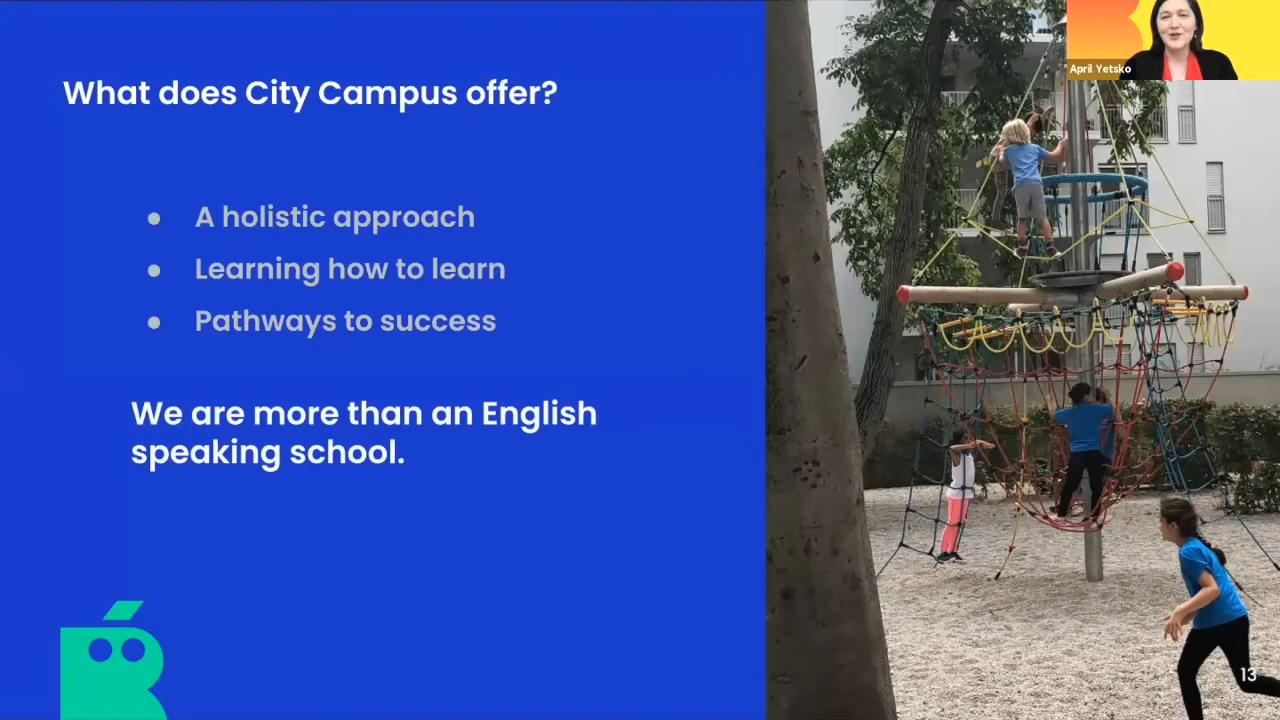 What does City Campus offer?
● A holistic approach
● Learning how to learn
● Pathways to success
We are more than an English
speaking school.
April Yetsko
13